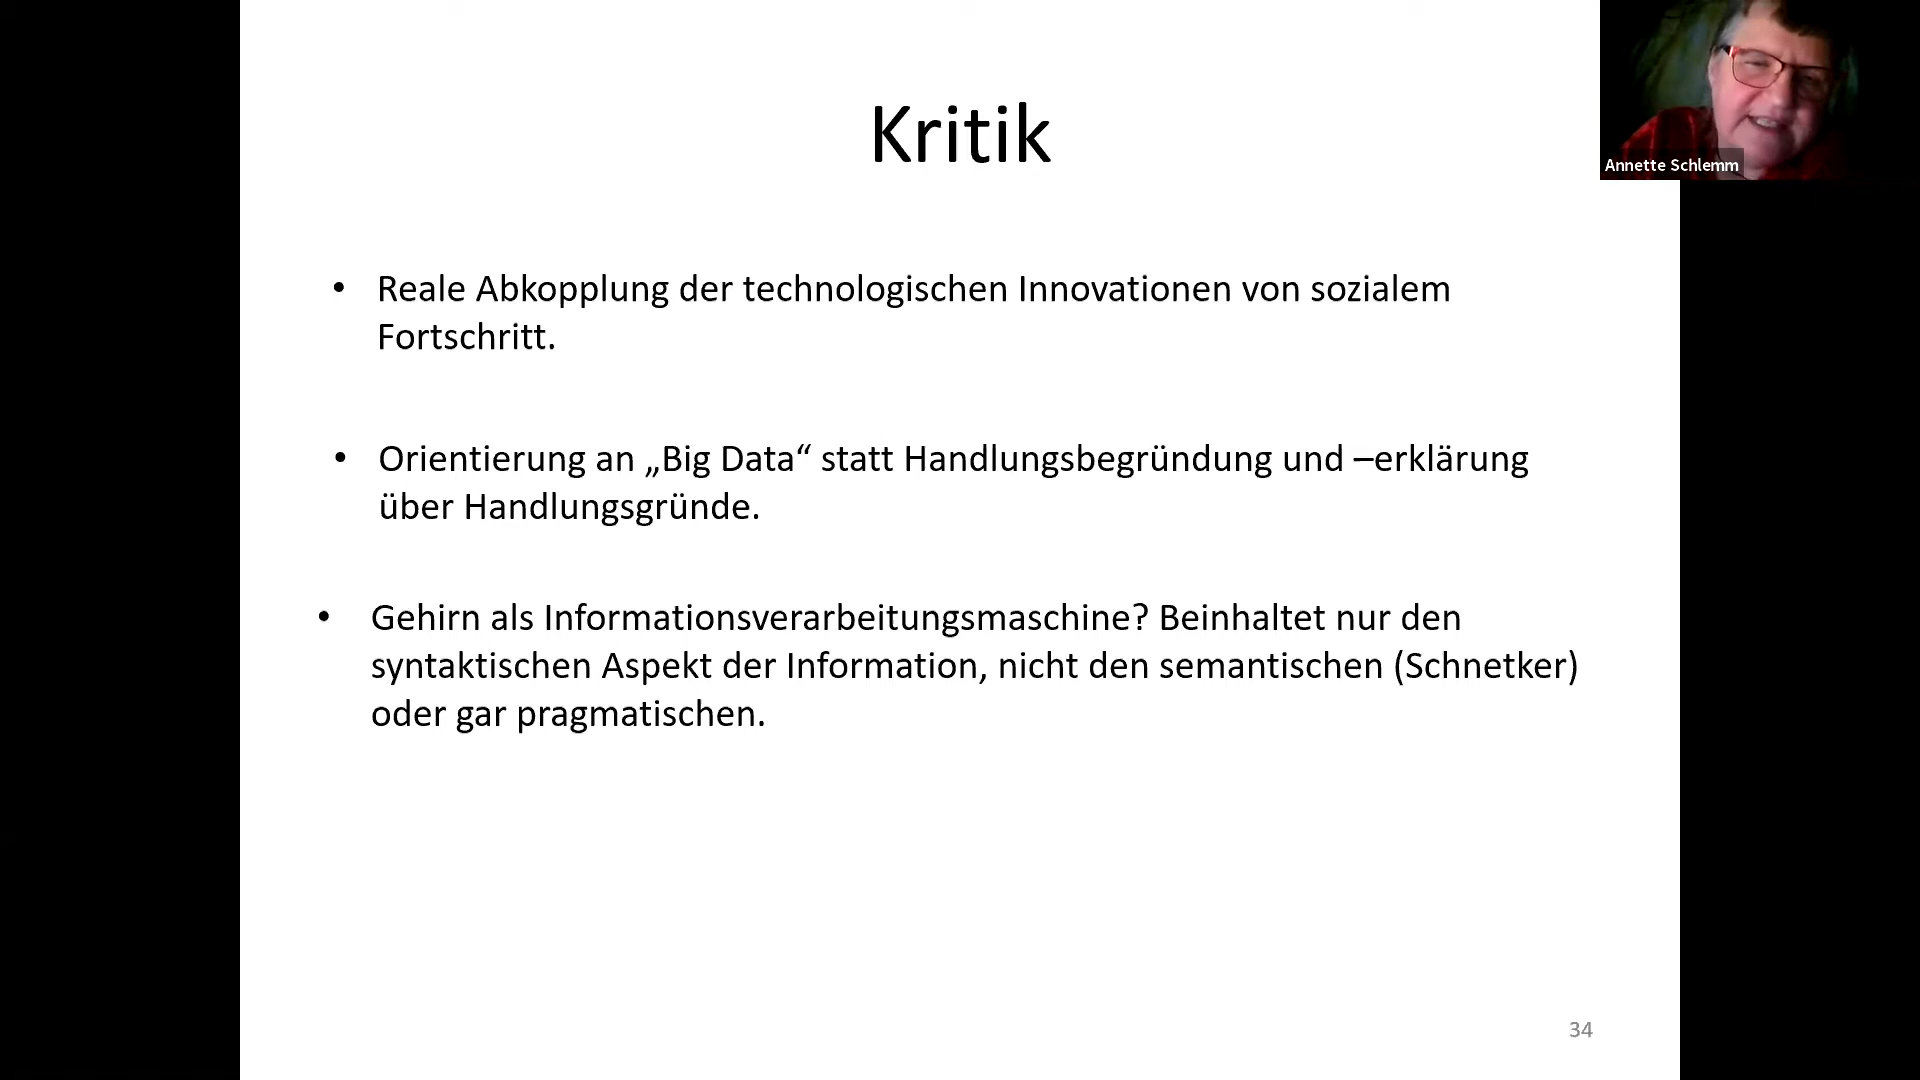 Kritik
Annette Schlemm
• Reale Abkopplung der technologischen Innovationen von sozialem
Fortschritt.
• Orientierung an „Big Data“ statt Handlungsbegründung und –erklärung
über Handlungsgründe.
• Gehirn als Informationsverarbeitungsmaschine? Beinhaltet nur den
syntaktischen Aspekt der Information, nicht den semantischen (Schnetker)
oder gar pragmatischen.
34